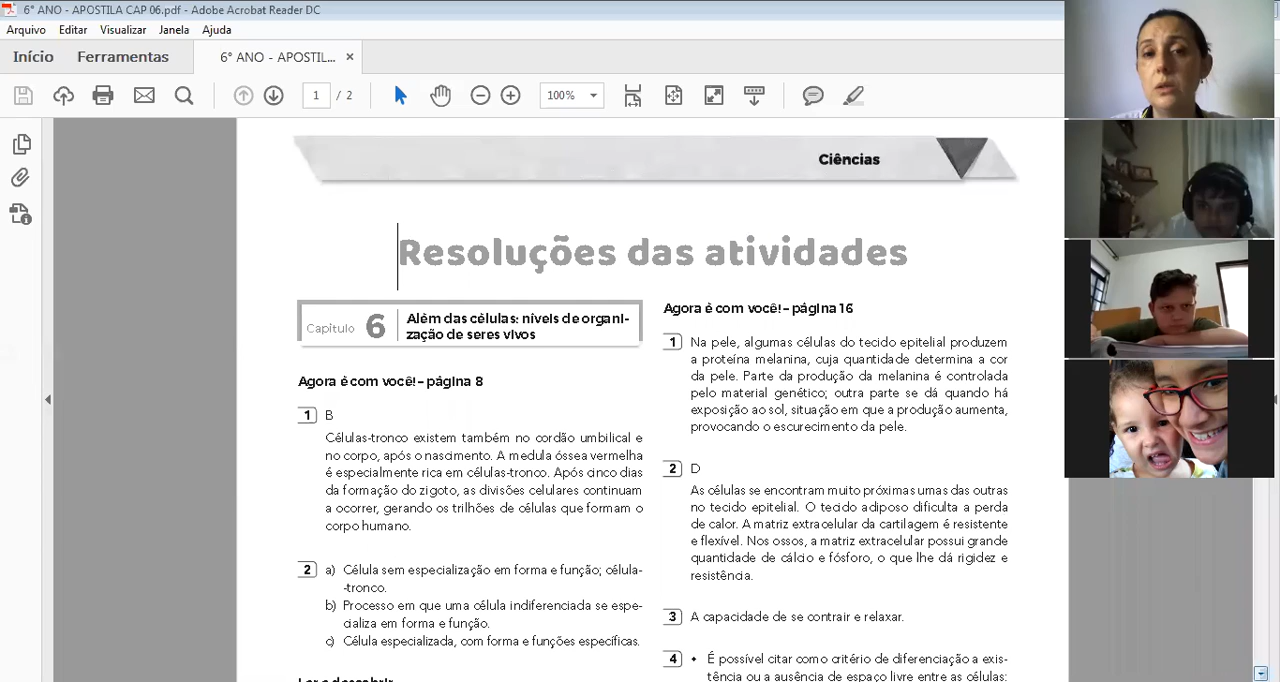 6° ANO - APOSTILA CAP 06.pdf - Adobe Acrobat Reader DC
Arquivo Editar Visualizar Janela Ajuda
Início Ferramentas 6° ANO - APOSTIL... ×
1 / 2 100%
Ciências
Resoluções das atividades
Capítulo 6 Além das células: níveis de organi-
zação de seres vivos
Agora é com você! – página 8
1 B
Células-tronco existem também no cordão umbilical e
no corpo, após o nascimento. A medula óssea vermelha
é especialmente rica em células-tronco. Após cinco dias
da formação do zigoto, as divisões celulares continuam
a ocorrer, gerando os trilhões de células que formam o
corpo humano.
2 a) Célula sem especialização em forma e função; célula-
-tronco.
b) Processo em que uma célula indiferenciada se espe-
cializa em forma e função.
c) Célula especializada, com forma e funções específicas.
Ler e descobrir
Agora é com você! – página 16
1 Na pele, algumas células do tecido epitelial produzem
a proteína melanina, cuja quantidade determina a cor
da pele. Parte da produção da melanina é controlada
pelo material genético; outra parte se dá quando há
exposição ao sol, situação em que a produção aumenta,
provocando o escurecimento da pele.
2 D
As células se encontram muito próximas umas das outras
no tecido epitelial. O tecido adiposo dificulta a perda
de calor. A matriz extracelular da cartilagem é resistente
e flexível. Nos ossos, a matriz extracelular possui grande
quantidade de cálcio e fósforo, o que lhe dá rigidez e
resistência.
3 A capacidade de se contrair e relaxar.
4 • É possível citar como critério de diferenciação a exis-
tência ou a ausência de espaço livre entre as células: